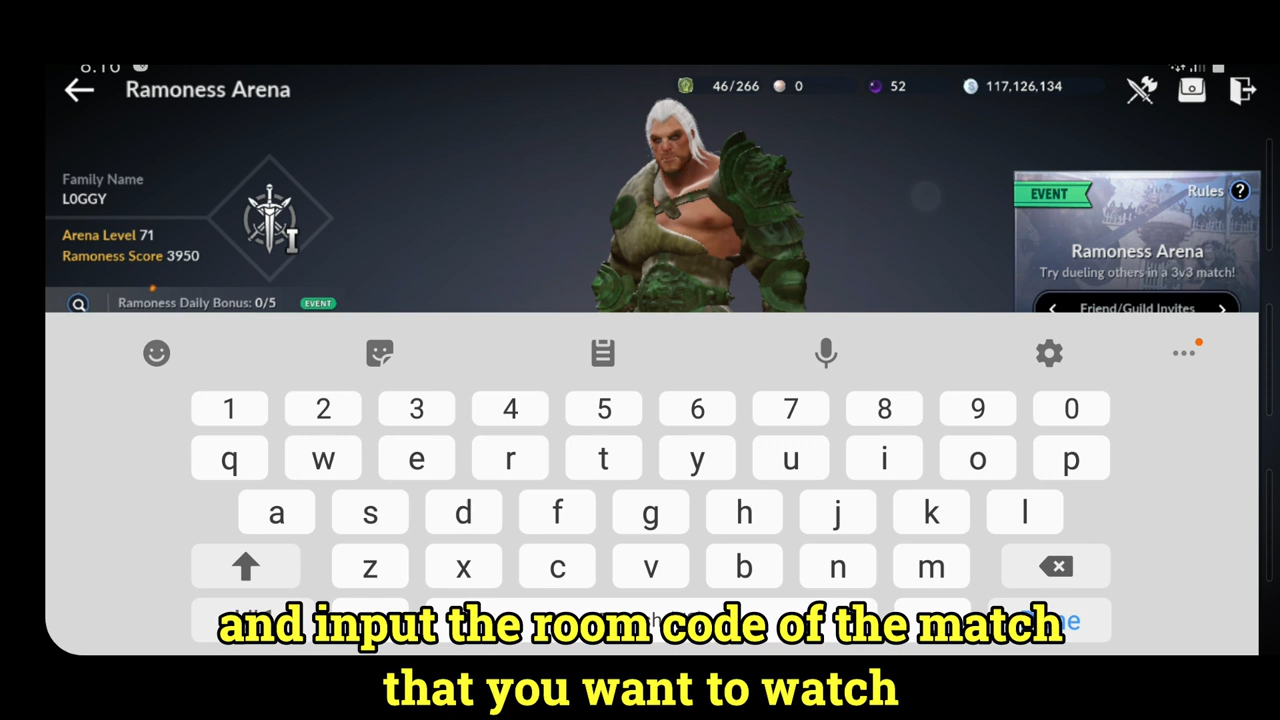 Ramoness Arena
46/266
0
52
117,126,134
Family Name
L0GGY
Arena Level 71
Ramoness Score 3950
I
Ramoness Daily Bonus: 0/5
EVENT
EVENT
Rules ?
Ramoness Arena
Try dueling others in a 3v3 match!
Friend/Guild Invites
1 2 3 4 5 6 7 8 9 0
q w e r t y u i o p
a s d f g h j k l
z x c v b n m
and input the room code of the match
that you want to watch